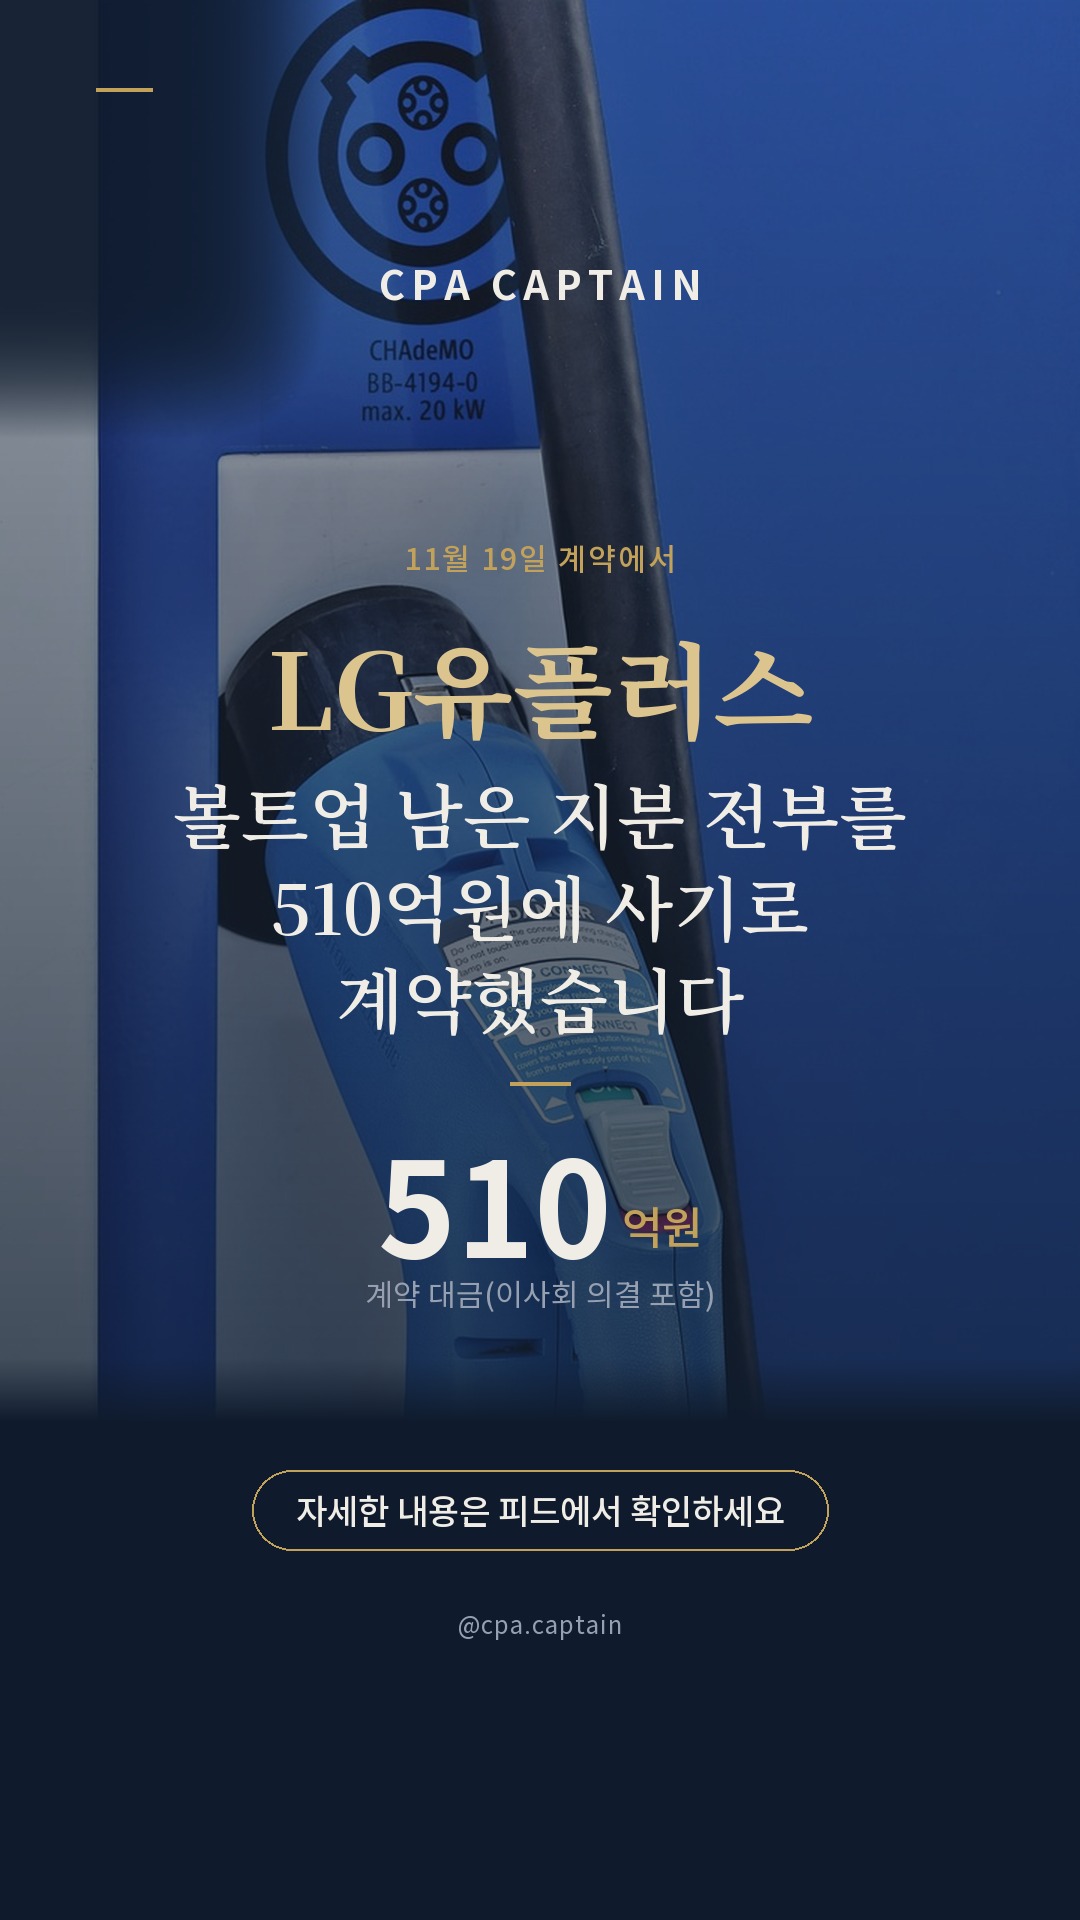 CPA CAPTAIN
CHAdeMO
BB-4194-0
max. 20 kW
11월 19일 계약에서
LG유플러스
볼트업 남은 지분 전부를
510억원에 사기로
계약했습니다
DANGER
TO CONNECT
510 억원
계약 대금(이사회 의결 포함)
자세한 내용은 피드에서 확인하세요
@cpa.captain